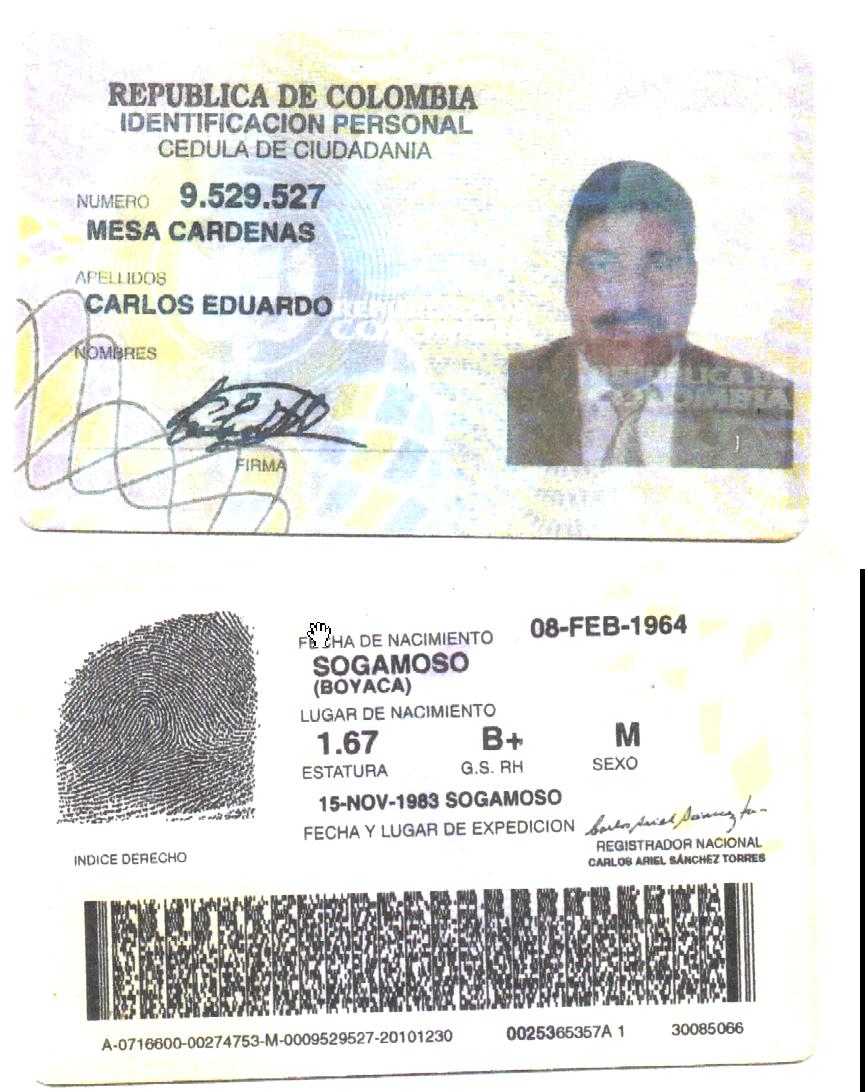 REPUBLICA DE COLOMBIA
IDENTIFICACION PERSONAL
CEDULA DE CIUDADANIA
NUMERO 9.529.527
MESA CARDENAS
APELLIDOS
CARLOS EDUARDO
NOMBRES
REPUBLICA DE
COLOMBIA
FIRMA
FECHA DE NACIMIENTO 08-FEB-1964
SOGAMOSO
(BOYACA)
LUGAR DE NACIMIENTO
1.67 B+ M
ESTATURA G.S. RH SEXO
15-NOV-1983 SOGAMOSO
FECHA Y LUGAR DE EXPEDICION
REGISTRADOR NACIONAL
CARLOS ARIEL SÁNCHEZ TORRES
INDICE DERECHO
A-0716600-00274753-M-0009529527-20101230 0025365357A 1 30085066